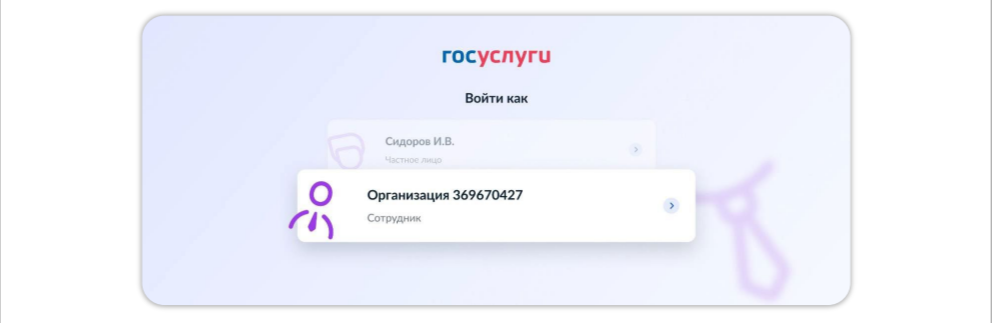 госуслуги
Войти как
Сидоров И.В.
Частное лицо
Организация 369670427
Сотрудник